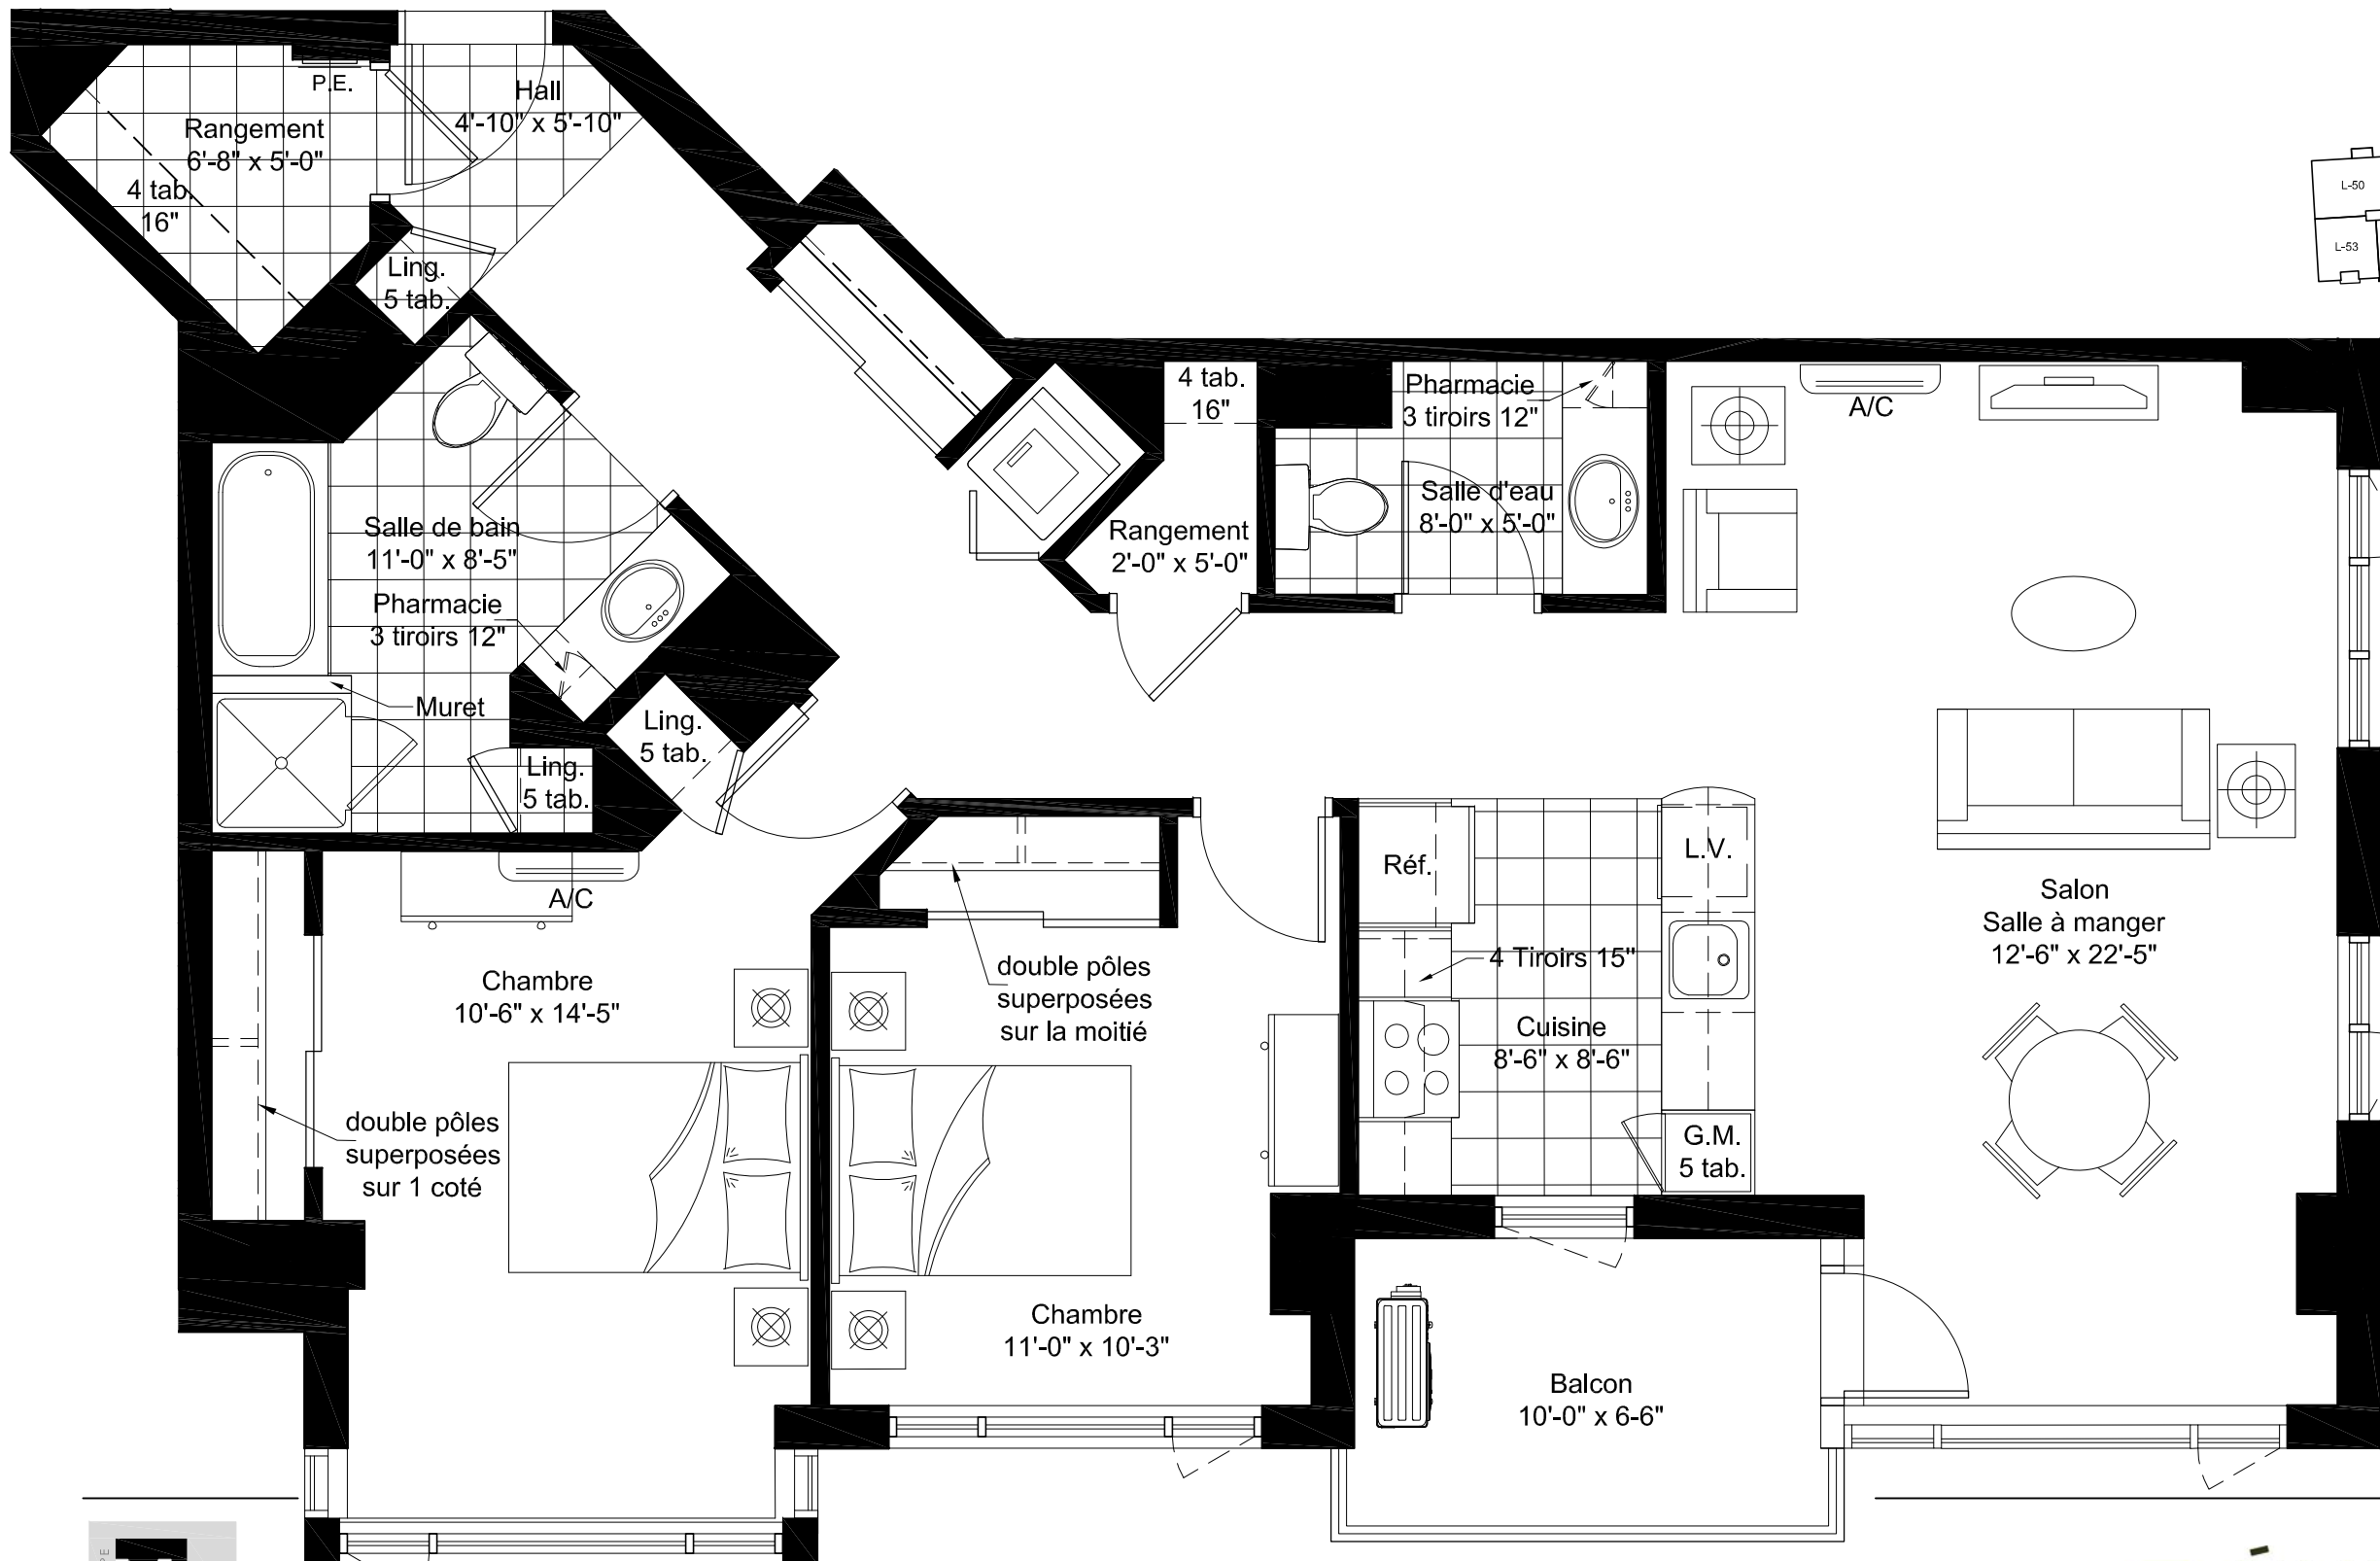 P.E.
Hall
4'-10" x 5'-10"
Rangement
6'-8" x 5'-0"
4 tab.
16"
Ling.
5 tab.
L-50
L-53
4 tab.
16"
Pharmacie
3 tiroirs 12"
A/C
Salle d'eau
8'-0" x 5'-0"
Rangement
2'-0" x 5'-0"
Salle de bain
11'-0" x 8'-5"
Pharmacie
3 tiroirs 12"
Muret
Ling.
5 tab.
Ling.
5 tab.
A/C
Réf.
L.V.
Salon
Salle à manger
12'-6" x 22'-5"
Chambre
10'-6" x 14'-5"
double pôles
superposées
sur la moitié
4 Tiroirs 15"
Cuisine
8'-6" x 8'-6"
double pôles
superposées
sur 1 coté
G.M.
5 tab.
Chambre
11'-0" x 10'-3"
Balcon
10'-0" x 6-6"